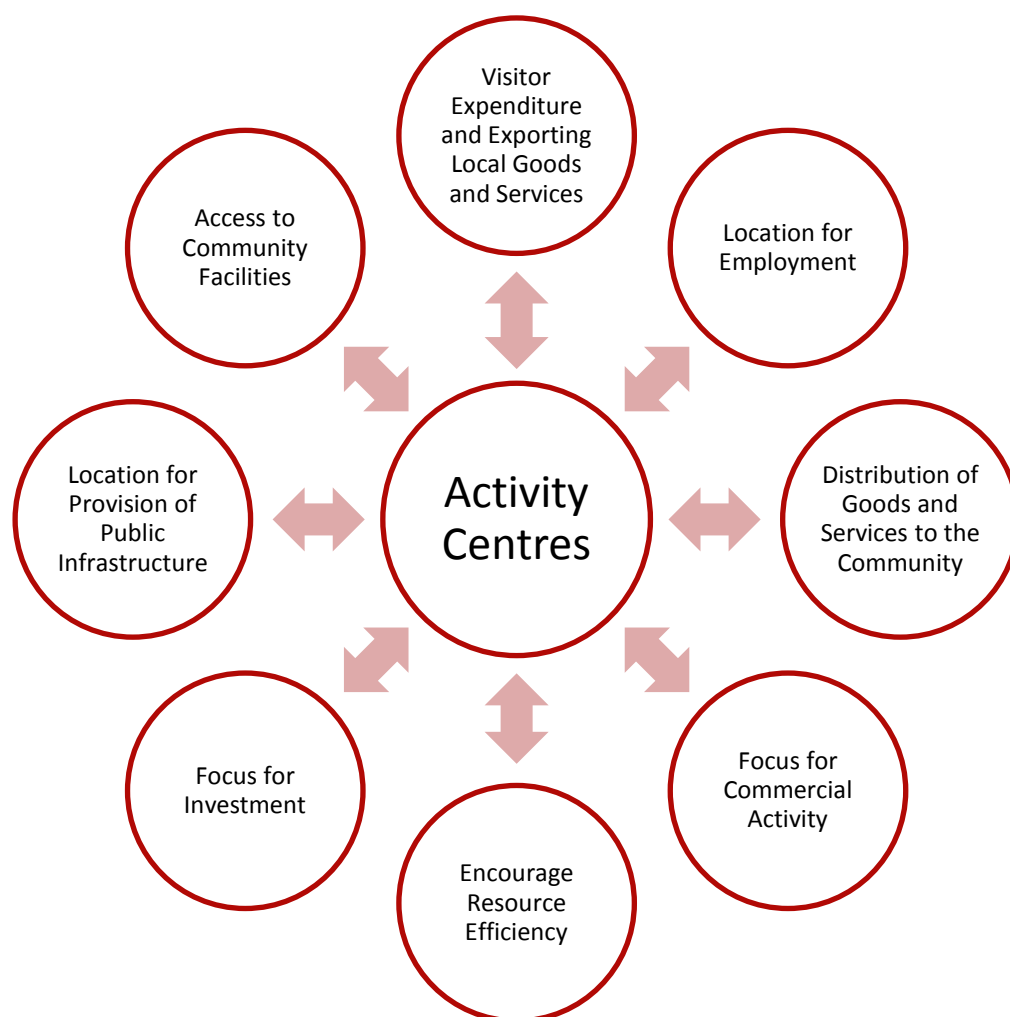 Visitor
Expenditure
and Exporting
Local Goods
and Services
Access to
Community
Facilities
Location for
Employment
Location for
Provision of
Public
Infrastructure
Activity
Centres
Distribution of
Goods and
Services to the
Community
Focus for
Investment
Focus for
Commercial
Activity
Encourage
Resource
Efficiency